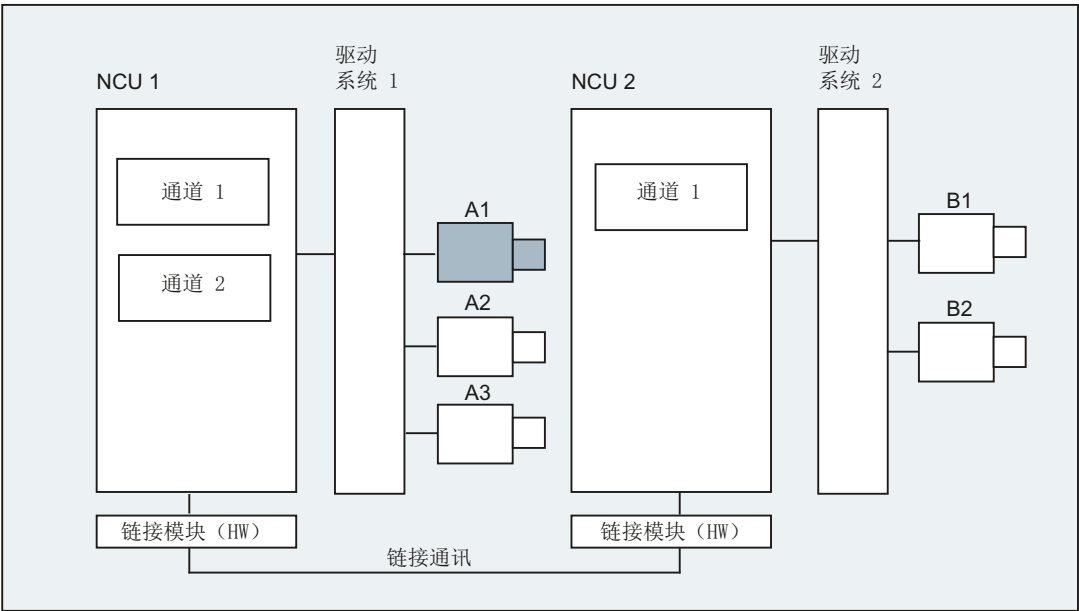 驱动
系统 1
NCU 1
驱动
系统 2
NCU 2
通道 1
通道 2
A1
A2
A3
通道 1
B1
B2
链接模块（HW）
链接模块（HW）
链接通讯